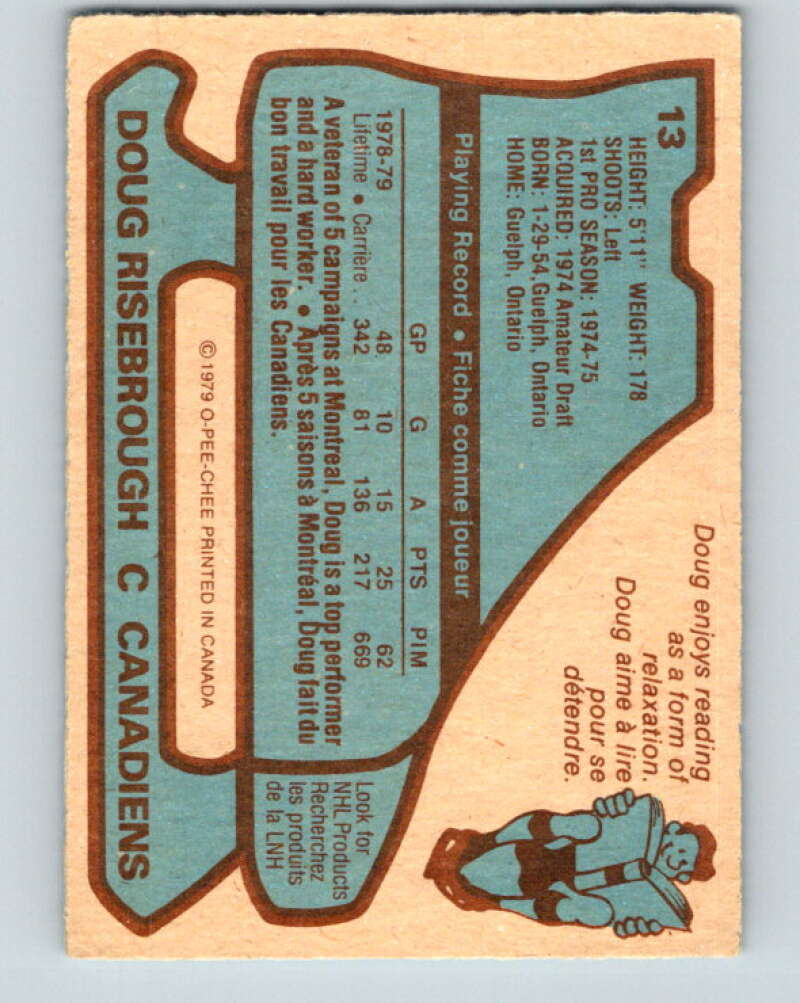 13
HEIGHT: 5'11" WEIGHT: 178
SHOOTS: Left
1st PRO SEASON: 1974-75
ACQUIRED: 1974 Amateur Draft
BORN: 1-29-54, Guelph, Ontario
HOME: Guelph, Ontario
Doug enjoys reading
as a form of
relaxation.
Doug aime à lire
pour se
détendre.
Playing Record • Fiche comme joueur
GP G A PTS PIM
1978-79 48 10 15 25 62
Lifetime • Carrière . . 342 81 136 217 669
A veteran of 5 campaigns at Montreal, Doug is a top performer
and a hard worker. • Après 5 saisons à Montréal, Doug fait du
bon travail pour les Canadiens.
Look for
NHL Products
Recherchez
les produits
de la LNH
© 1979 O-PEE-CHEE PRINTED IN CANADA
DOUG RISEBROUGH C CANADIENS